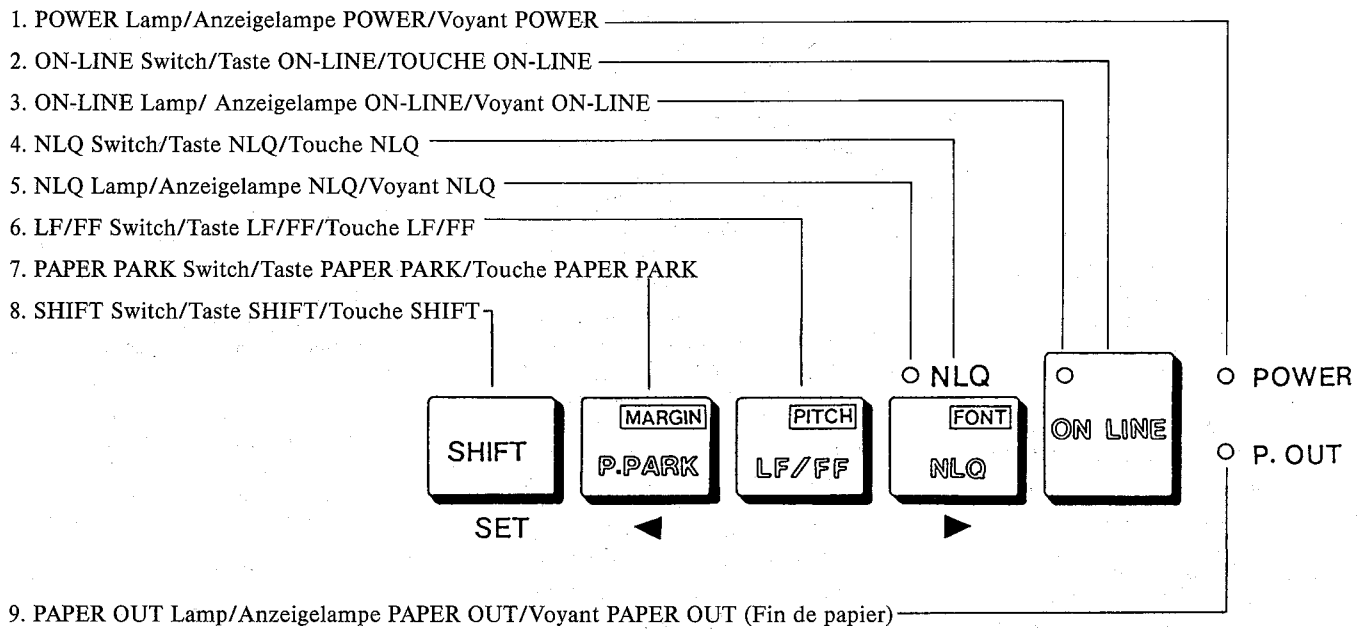 1. POWER Lamp/Anzeigelampe POWER/Voyant POWER
2. ON-LINE Switch/Taste ON-LINE/TOUCHE ON-LINE
3. ON-LINE Lamp/ Anzeigelampe ON-LINE/Voyant ON-LINE
4. NLQ Switch/Taste NLQ/Touche NLQ
5. NLQ Lamp/Anzeigelampe NLQ/Voyant NLQ
6. LF/FF Switch/Taste LF/FF/Touche LF/FF
7. PAPER PARK Switch/Taste PAPER PARK/Touche PAPER PARK
8. SHIFT Switch/Taste SHIFT/Touche SHIFT
NLQ
POWER
MARGIN
PITCH
FONT
ON LINE
SHIFT
P.PARK
LF/FF
NLQ
P. OUT
SET
◀
▶
9. PAPER OUT Lamp/Anzeigelampe PAPER OUT/Voyant PAPER OUT (Fin de papier)